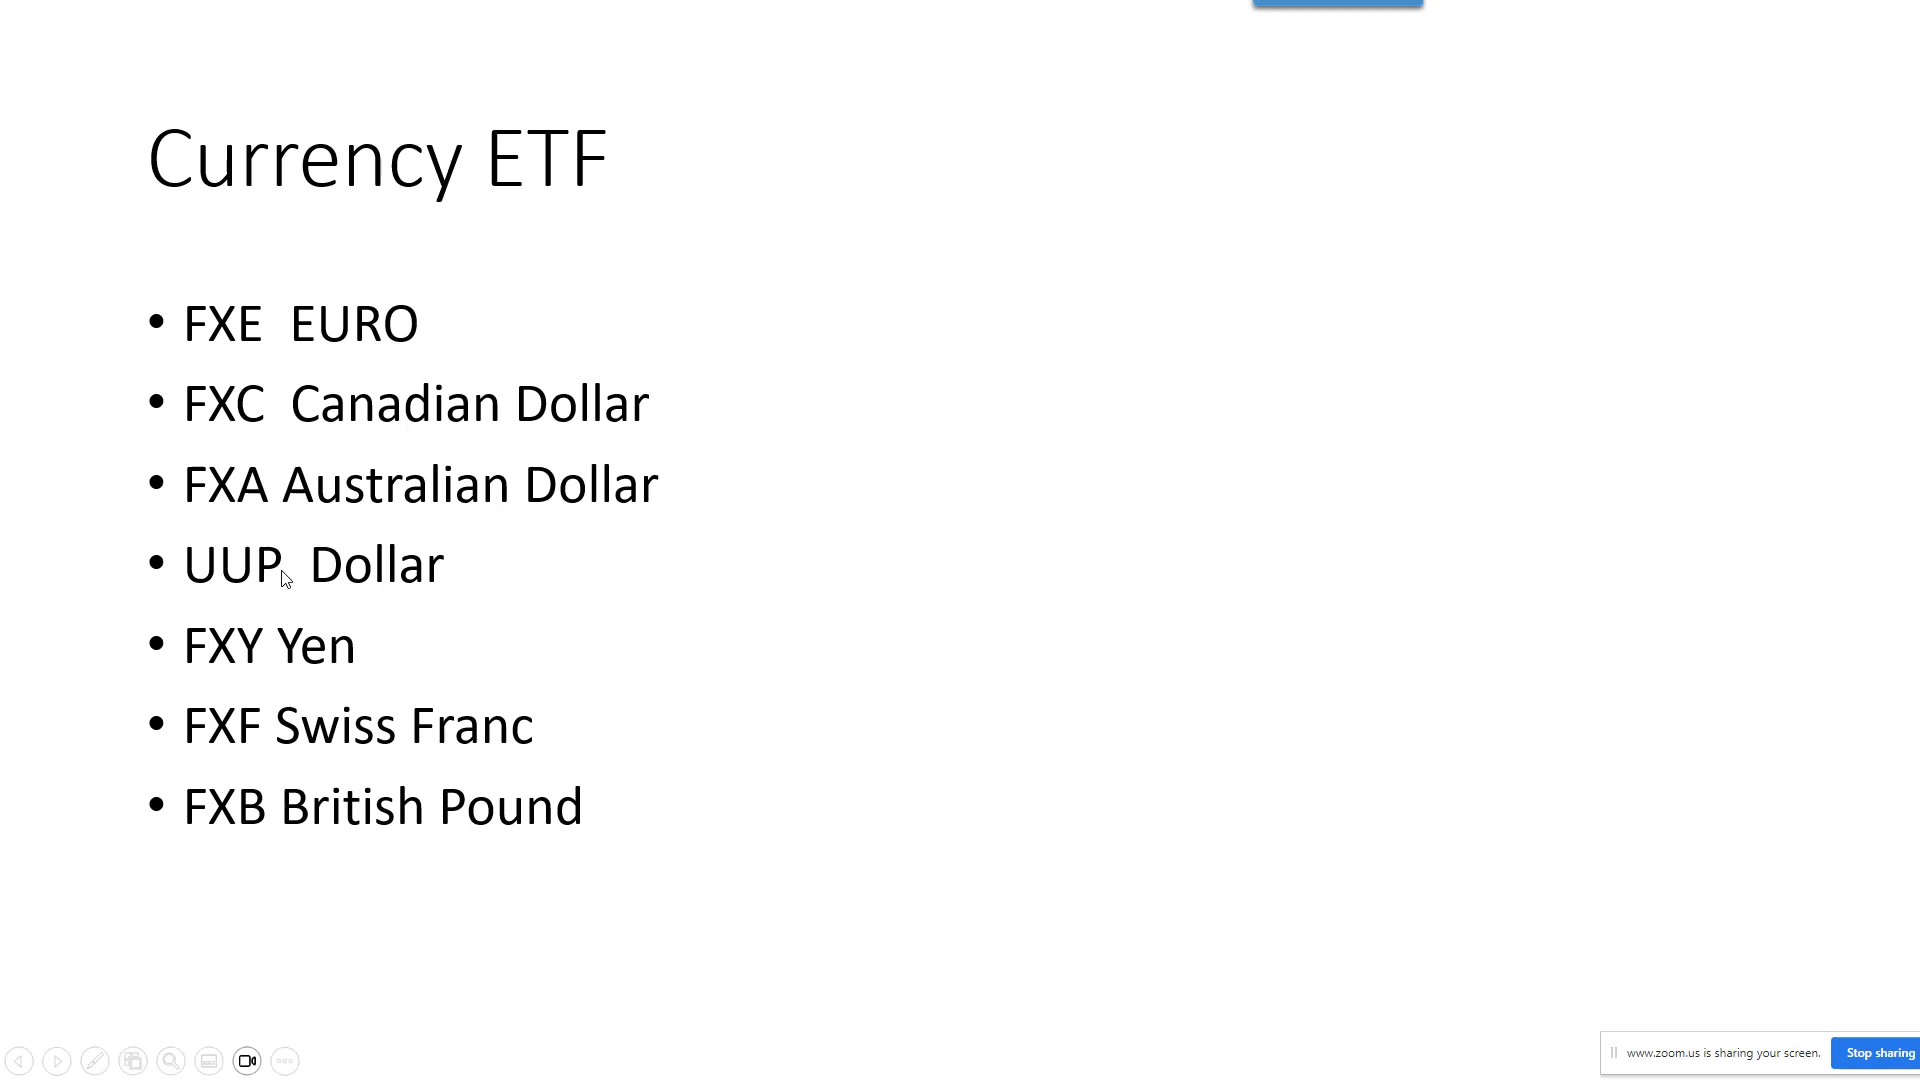 Currency ETF
• FXE  EURO
• FXC  Canadian Dollar
• FXA Australian Dollar
• UUP  Dollar
• FXY Yen
• FXF Swiss Franc
• FXB British Pound
www.zoom.us is sharing your screen.
Stop sharing